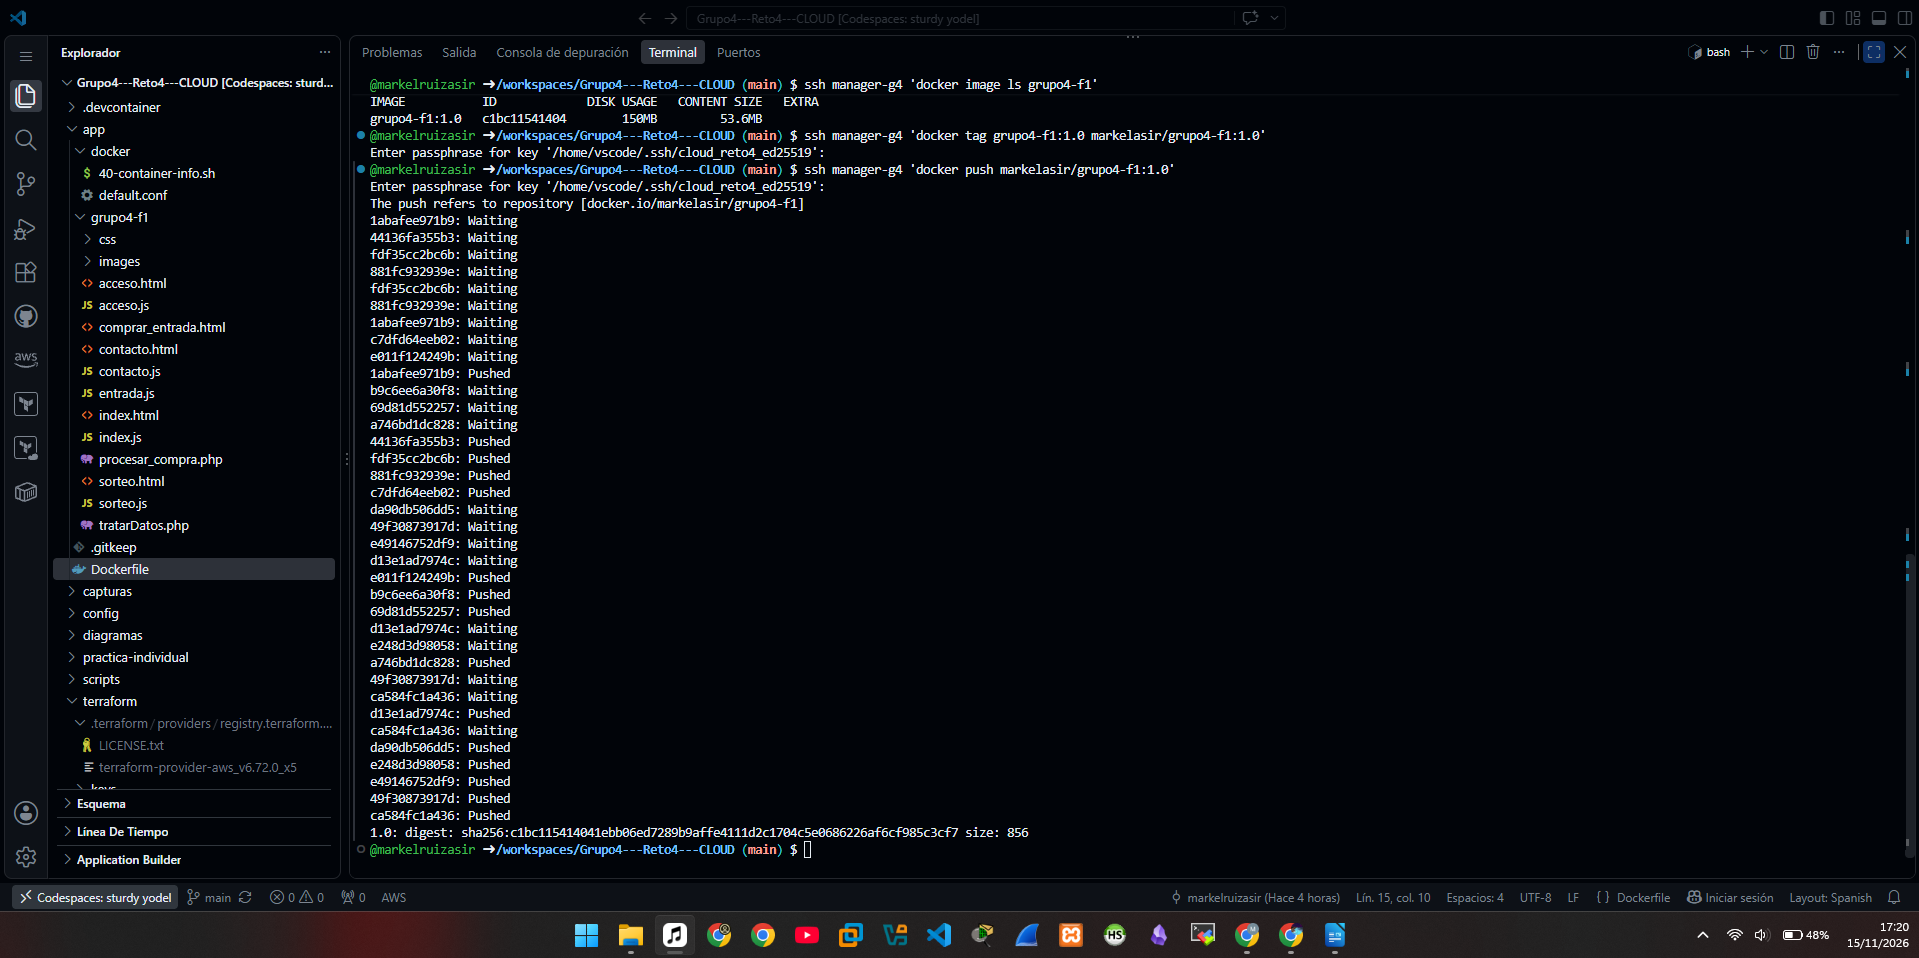 Grupo4---Reto4---CLOUD [Codespaces: sturdy yodel]
Explorador
Problemas Salida Consola de depuración Terminal Puertos
bash
Grupo4---Reto4---CLOUD [Codespaces: sturd...
.devcontainer
app
docker
40-container-info.sh
default.conf
grupo4-f1
css
images
acceso.html
acceso.js
comprar_entrada.html
contacto.html
contacto.js
entrada.js
index.html
index.js
procesar_compra.php
sorteo.html
sorteo.js
tratarDatos.php
.gitkeep
Dockerfile
capturas
config
diagramas
practica-individual
scripts
terraform
.terraform / providers / registry.terraform....
LICENSE.txt
terraform-provider-aws_v6.72.0_x5
keys
Esquema
Línea De Tiempo
Application Builder
aws
@markelruizasir ➜/workspaces/Grupo4---Reto4---CLOUD (main) $ ssh manager-g4 'docker image ls grupo4-f1'
IMAGE ID DISK USAGE CONTENT SIZE EXTRA
grupo4-f1:1.0 c1bc11541404 150MB 53.6MB
@markelruizasir ➜/workspaces/Grupo4---Reto4---CLOUD (main) $ ssh manager-g4 'docker tag grupo4-f1:1.0 markelasir/grupo4-f1:1.0'
Enter passphrase for key '/home/vscode/.ssh/cloud_reto4_ed25519':
@markelruizasir ➜/workspaces/Grupo4---Reto4---CLOUD (main) $ ssh manager-g4 'docker push markelasir/grupo4-f1:1.0'
Enter passphrase for key '/home/vscode/.ssh/cloud_reto4_ed25519':
The push refers to repository [docker.io/markelasir/grupo4-f1]
1abafee971b9: Waiting
44136fa355b3: Waiting
fdf35cc2bc6b: Waiting
881fc932939e: Waiting
fdf35cc2bc6b: Waiting
881fc932939e: Waiting
1abafee971b9: Waiting
c7dfd64eeb02: Waiting
e011f124249b: Waiting
1abafee971b9: Pushed
b9c6ee6a30f8: Waiting
69d81d552257: Waiting
a746bd1dc828: Waiting
44136fa355b3: Pushed
fdf35cc2bc6b: Pushed
881fc932939e: Pushed
c7dfd64eeb02: Pushed
da90db506dd5: Waiting
49f30873917d: Waiting
e49146752df9: Waiting
d13e1ad7974c: Waiting
e011f124249b: Pushed
b9c6ee6a30f8: Pushed
69d81d552257: Pushed
d13e1ad7974c: Waiting
e248d3d98058: Waiting
a746bd1dc828: Pushed
49f30873917d: Waiting
ca584fc1a436: Waiting
d13e1ad7974c: Pushed
ca584fc1a436: Waiting
da90db506dd5: Pushed
e248d3d98058: Pushed
e49146752df9: Pushed
49f30873917d: Pushed
ca584fc1a436: Pushed
1.0: digest: sha256:c1bc115414041ebb06ed7289b9affe4111d2c1704c5e0686226af6cf985c3cf7 size: 856
@markelruizasir ➜/workspaces/Grupo4---Reto4---CLOUD (main) $
Codespaces: sturdy yodel main 0 0 0 AWS
markelruizasir (Hace 4 horas) Lín. 15, col. 10 Espacios: 4 UTF-8 LF { } Dockerfile Iniciar sesión Layout: Spanish
48% 17:20
15/11/2026